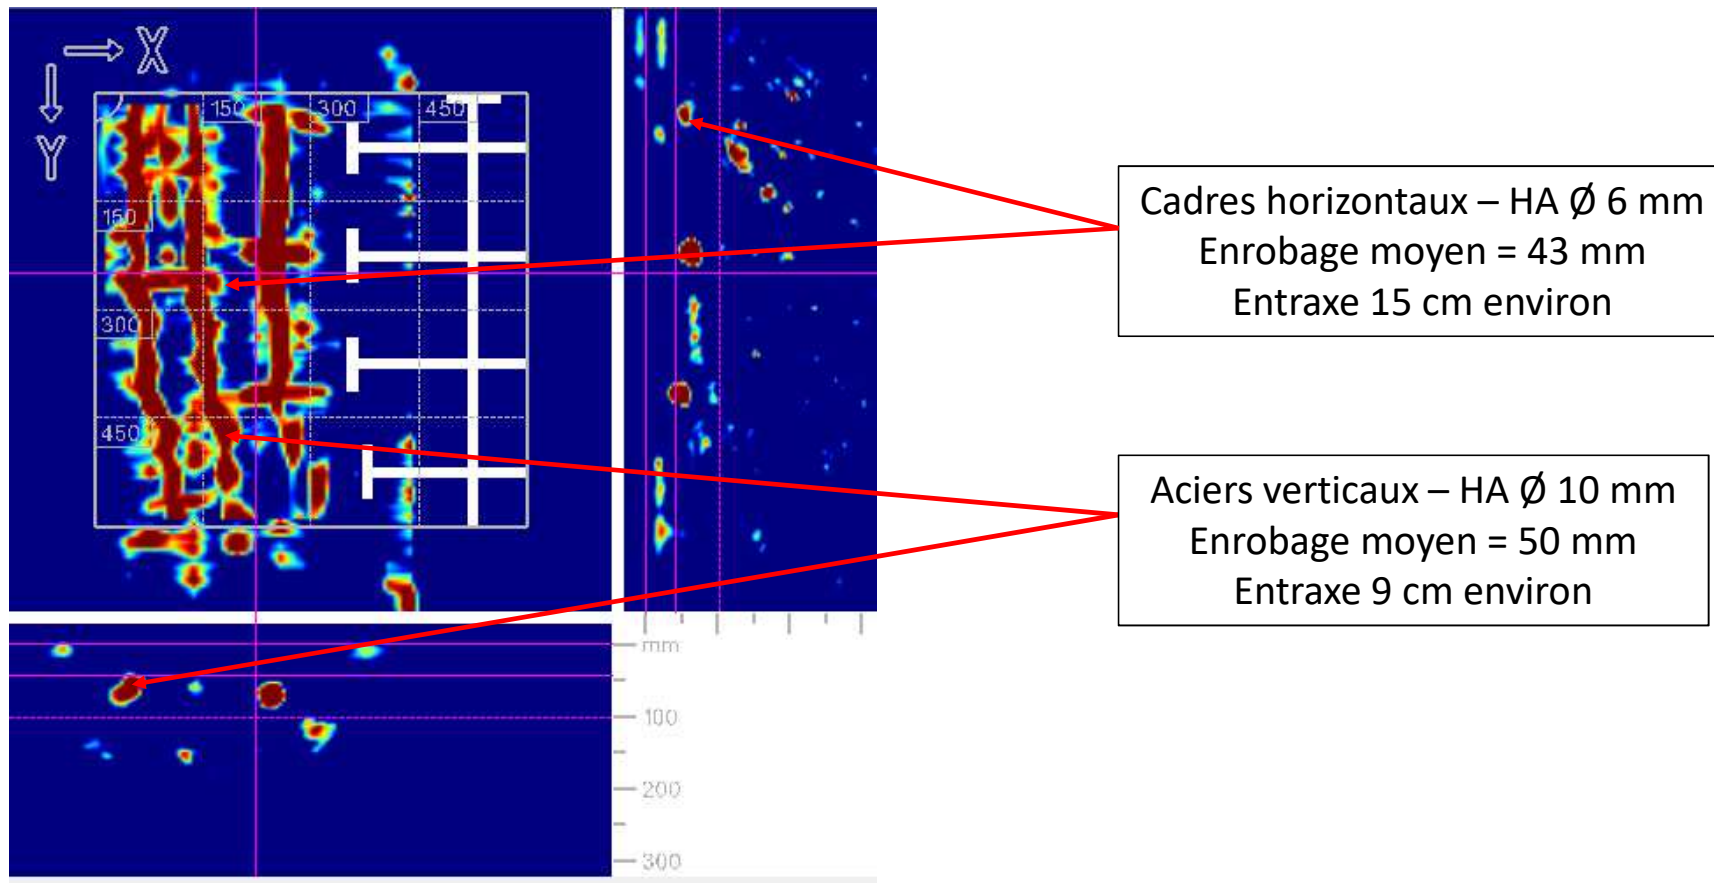 X
Y
150
300
450
150
300
450
mm
100
200
300
Cadres horizontaux – HA Ø 6 mm
Enrobage moyen = 43 mm
Entraxe 15 cm environ
Aciers verticaux – HA Ø 10 mm
Enrobage moyen = 50 mm
Entraxe 9 cm environ